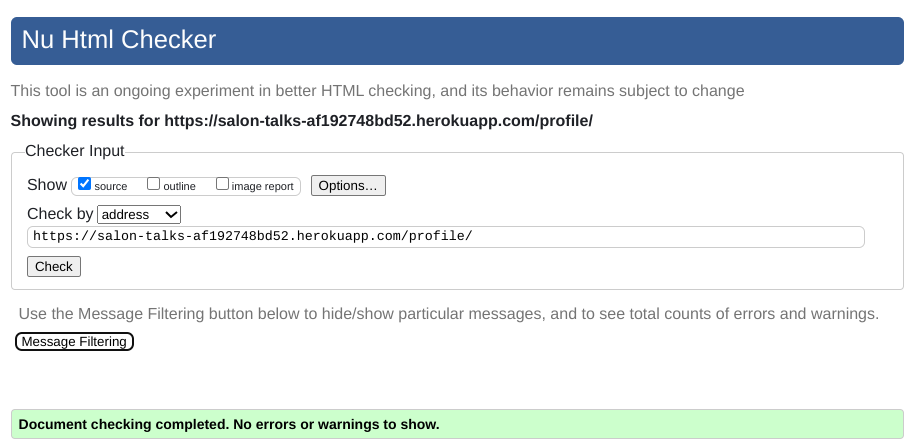 Nu Html Checker
This tool is an ongoing experiment in better HTML checking, and its behavior remains subject to change
Showing results for https://salon-talks-af192748bd52.herokuapp.com/profile/
Checker Input
Show source outline image report Options...
Check by address
https://salon-talks-af192748bd52.herokuapp.com/profile/
Check
Use the Message Filtering button below to hide/show particular messages, and to see total counts of errors and warnings.
Message Filtering
Document checking completed. No errors or warnings to show.